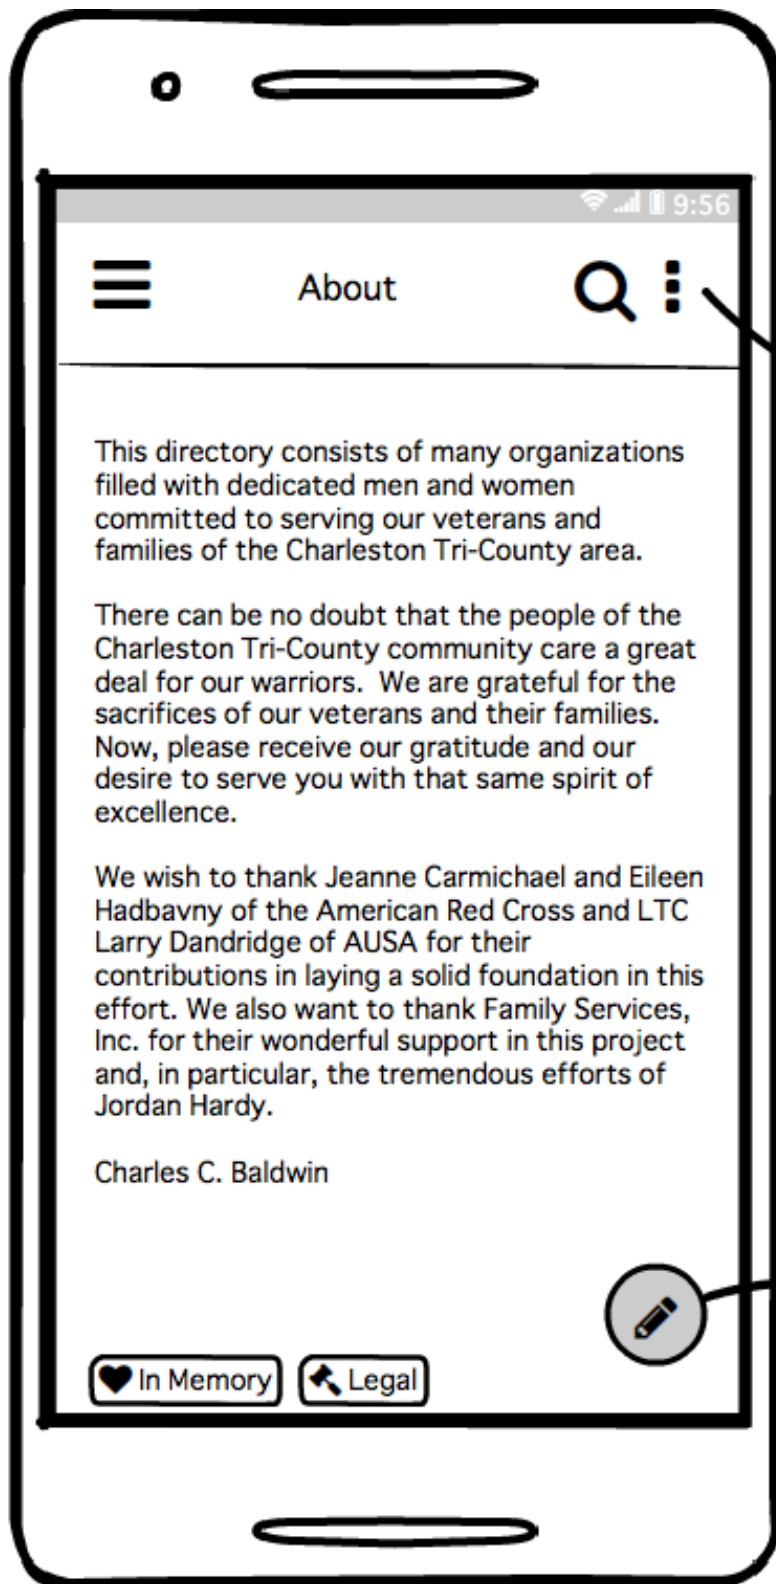 9:56
About
This directory consists of many organizations
filled with dedicated men and women
committed to serving our veterans and
families of the Charleston Tri-County area.
There can be no doubt that the people of the
Charleston Tri-County community care a great
deal for our warriors.  We are grateful for the
sacrifices of our veterans and their families.
Now, please receive our gratitude and our
desire to serve you with that same spirit of
excellence.
We wish to thank Jeanne Carmichael and Eileen
Hadbavny of the American Red Cross and LTC
Larry Dandridge of AUSA for their
contributions in laying a solid foundation in this
effort. We also want to thank Family Services,
Inc. for their wonderful support in this project
and, in particular, the tremendous efforts of
Jordan Hardy.
Charles C. Baldwin
In Memory Legal